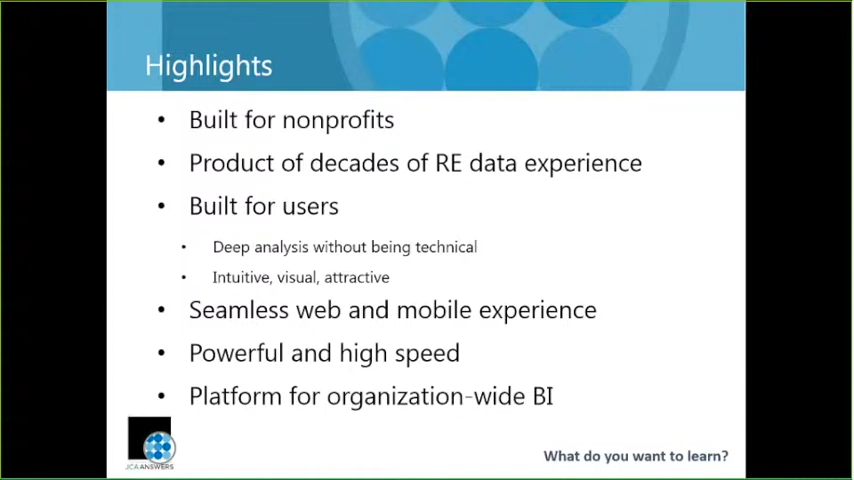 Highlights
• Built for nonprofits
• Product of decades of RE data experience
• Built for users
• Deep analysis without being technical
• Intuitive, visual, attractive
• Seamless web and mobile experience
• Powerful and high speed
• Platform for organization-wide BI
JCA ANSWERS
What do you want to learn?